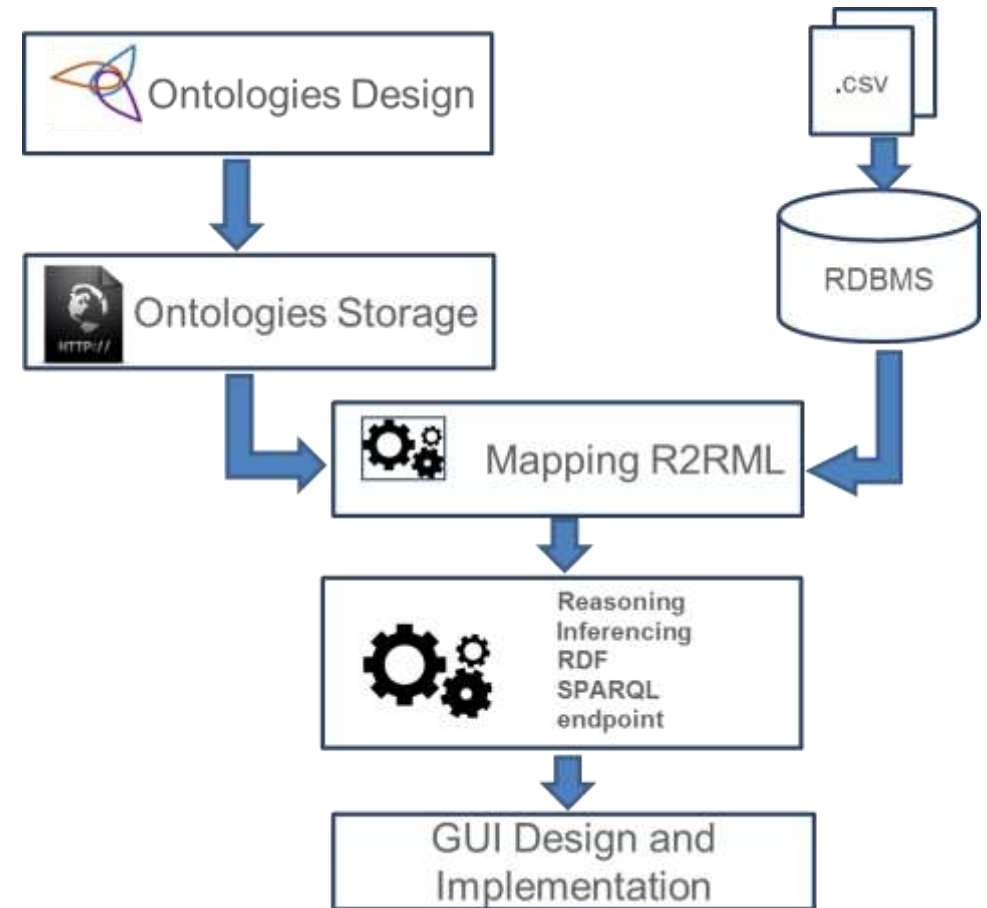 Ontologies Design
.csv
RDBMS
HTTP://
Ontologies Storage
Mapping R2RML
Reasoning
Inferencing
RDF
SPARQL
endpoint
GUI Design and
Implementation